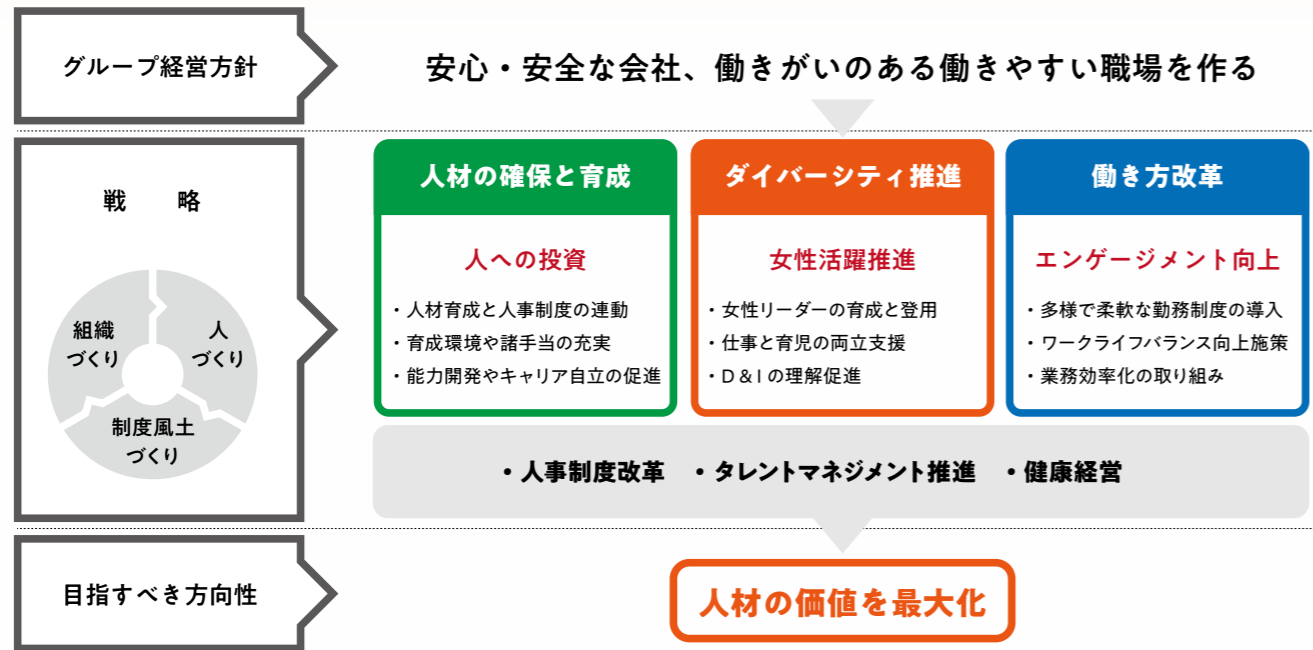 グループ経営方針
安心・安全な会社、働きがいのある働きやすい職場を作る
戦　略
組織
づくり
人
づくり
制度風土
づくり
人材の確保と育成
人への投資
・人材育成と人事制度の連動
・育成環境や諸手当の充実
・能力開発やキャリア自立の促進
ダイバーシティ推進
女性活躍推進
・女性リーダーの育成と登用
・仕事と育児の両立支援
・D&Iの理解促進
働き方改革
エンゲージメント向上
・多様で柔軟な勤務制度の導入
・ワークライフバランス向上施策
・業務効率化の取り組み
・人事制度改革　・タレントマネジメント推進　・健康経営
目指すべき方向性
人材の価値を最大化